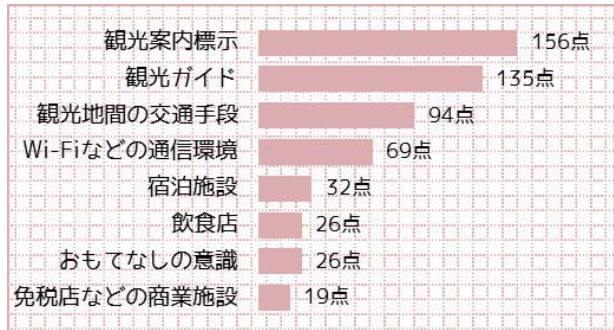 観光案内標示 156点
観光ガイド 135点
観光地間の交通手段 94点
Wi-Fiなどの通信環境 69点
宿泊施設 32点
飲食店 26点
おもてなしの意識 26点
免税店などの商業施設 19点